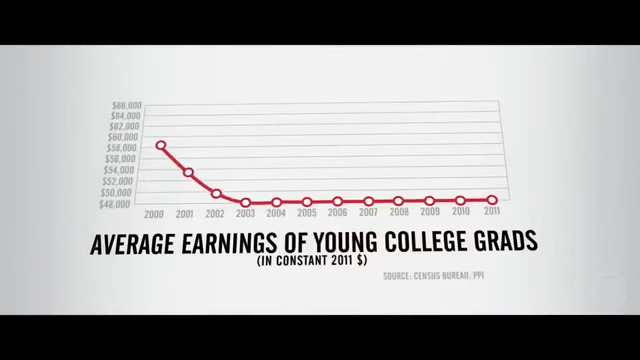 $66,000
$64,000
$62,000
$60,000
$58,000
$56,000
$54,000
$52,000
$50,000
$48,000
2000 2001 2002 2003 2004 2005 2006 2007 2008 2009 2010 2011
AVERAGE EARNINGS OF YOUNG COLLEGE GRADS
(IN CONSTANT 2011 $)
SOURCE: CENSUS BUREAU, PPI